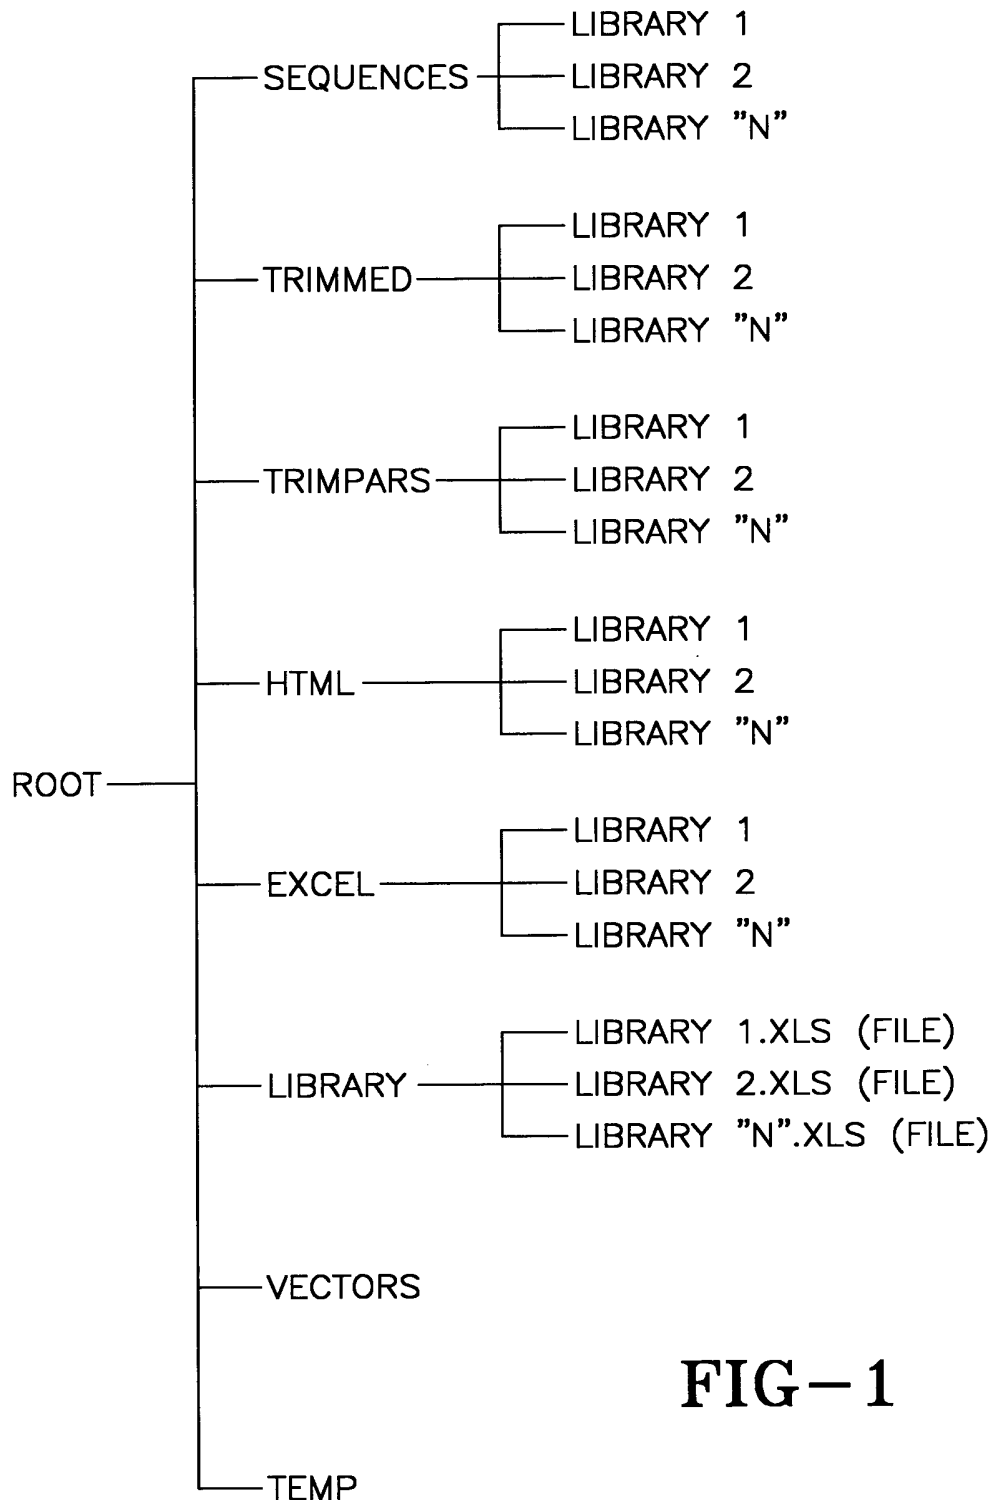 LIBRARY 1
SEQUENCES
LIBRARY 2
LIBRARY "N"
LIBRARY 1
TRIMMED
LIBRARY 2
LIBRARY "N"
LIBRARY 1
TRIMPARS
LIBRARY 2
LIBRARY "N"
LIBRARY 1
HTML
LIBRARY 2
LIBRARY "N"
ROOT
LIBRARY 1
EXCEL
LIBRARY 2
LIBRARY "N"
LIBRARY 1.XLS (FILE)
LIBRARY
LIBRARY 2.XLS (FILE)
LIBRARY "N".XLS (FILE)
VECTORS
FIG-1
TEMP